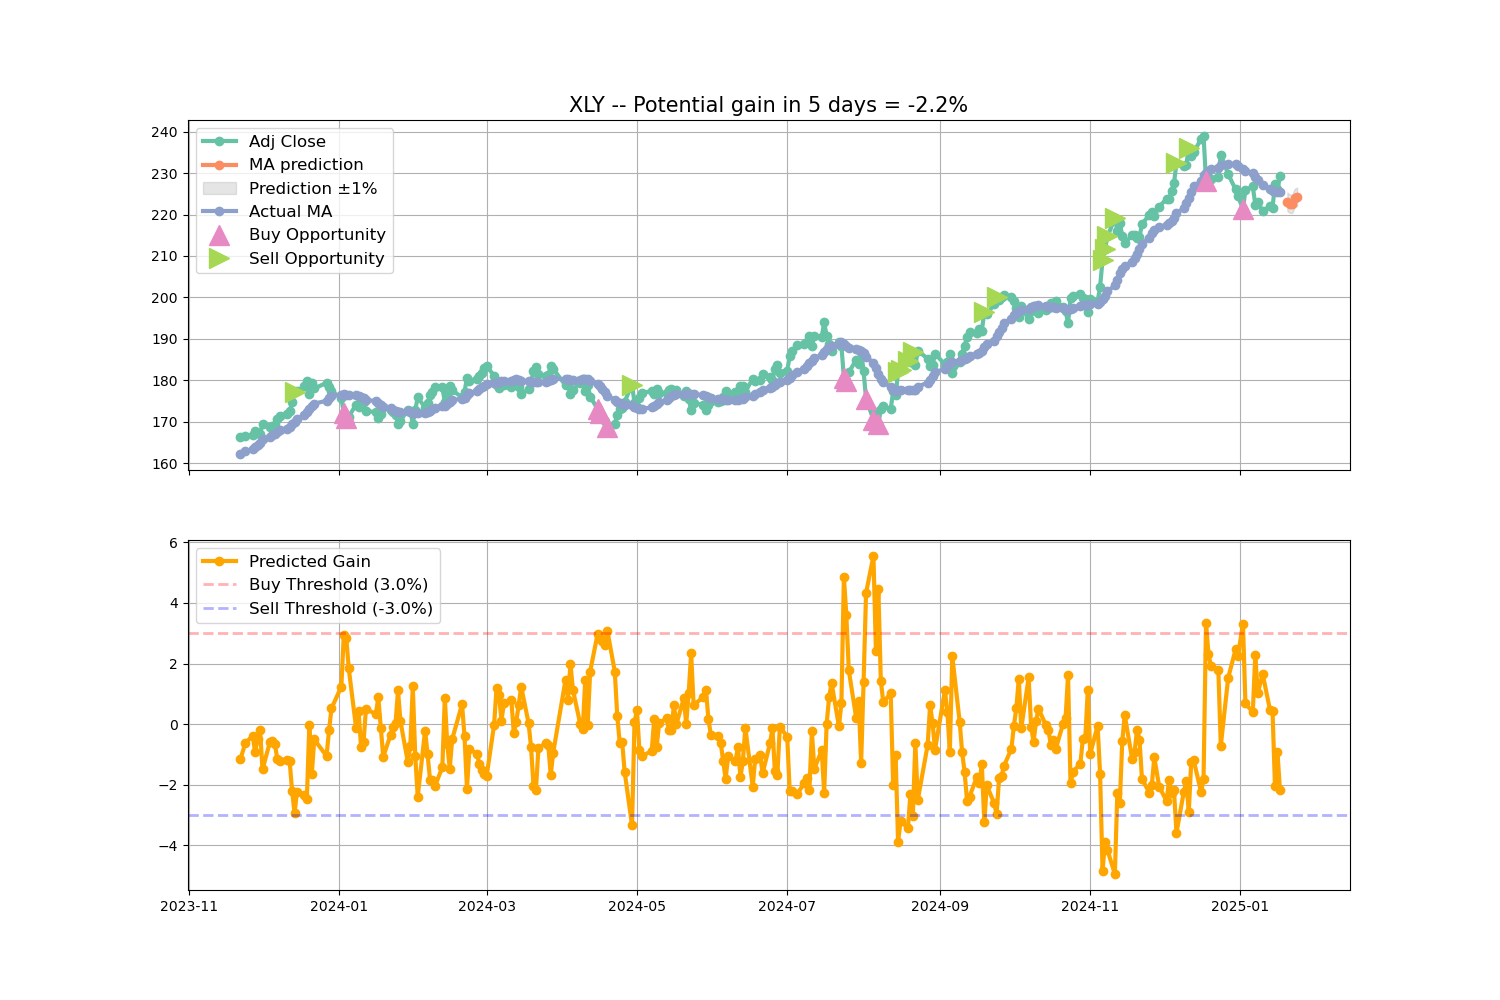 XLY -- Potential gain in 5 days = -2.2%
240
230
220
210
200
190
180
170
160
Adj Close
MA prediction
Prediction ±1%
Actual MA
Buy Opportunity
Sell Opportunity
6
4
2
0
−2
−4
Predicted Gain
Buy Threshold (3.0%)
Sell Threshold (-3.0%)
2023-11
2024-01
2024-03
2024-05
2024-07
2024-09
2024-11
2025-01